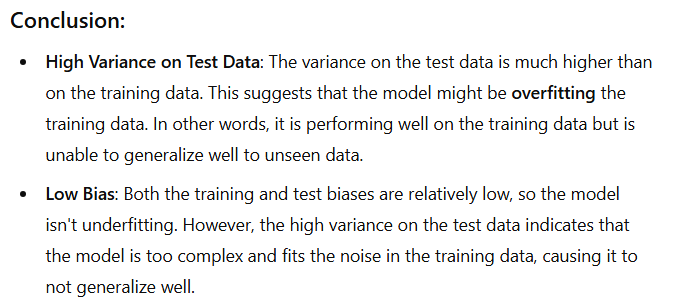 Conclusion:
• High Variance on Test Data: The variance on the test data is much higher than
on the training data. This suggests that the model might be overfitting the
training data. In other words, it is performing well on the training data but is
unable to generalize well to unseen data.
• Low Bias: Both the training and test biases are relatively low, so the model
isn't underfitting. However, the high variance on the test data indicates that
the model is too complex and fits the noise in the training data, causing it to
not generalize well.